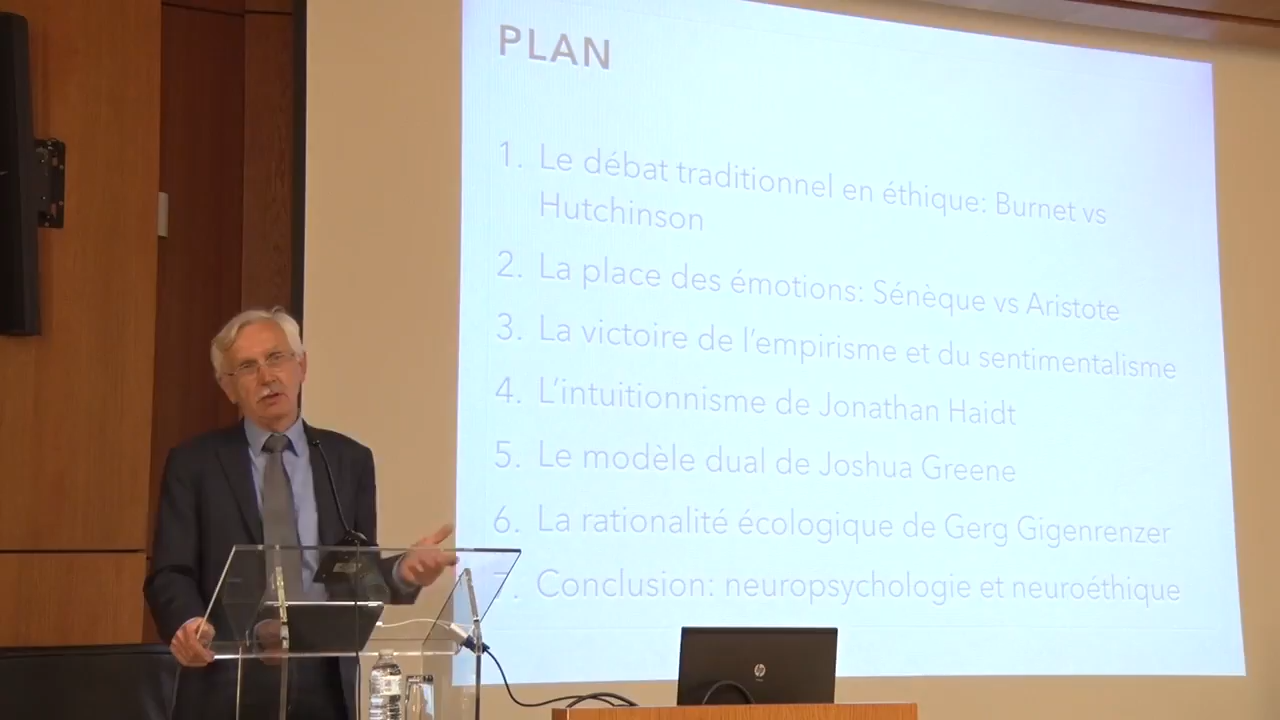 PLAN
1. Le débat traditionnel en éthique: Burnet vs
Hutchinson
2. La place des émotions: Sénèque vs Aristote
3. La victoire de l'empirisme et du sentimentalisme
4. L'intuitionnisme de Jonathan Haidt
5. Le modèle dual de Joshua Greene
6. La rationalité écologique de Gerg Gigenrenzer
7. Conclusion: neuropsychologie et neuroéthique
hp